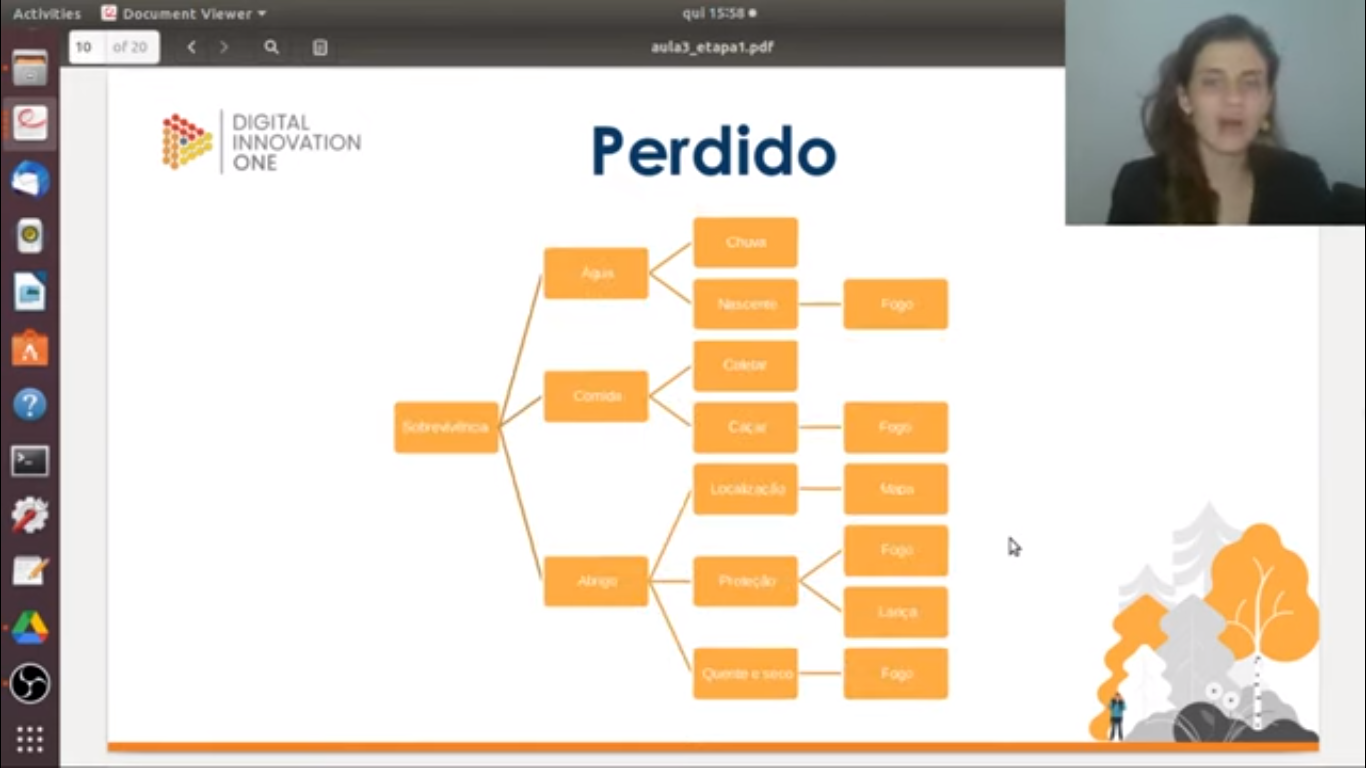 Activities
Document Viewer
qui 15:58
10 of 20
aula3_etapa1.pdf
DIGITAL
INNOVATION
ONE
Perdido
Sobrevivência
Água
Chuva
Nascente
Fogo
Comida
Coletar
Caçar
Fogo
Abrigo
Localização
Mapa
Proteção
Fogo
Lança
Quente e seco
Fogo